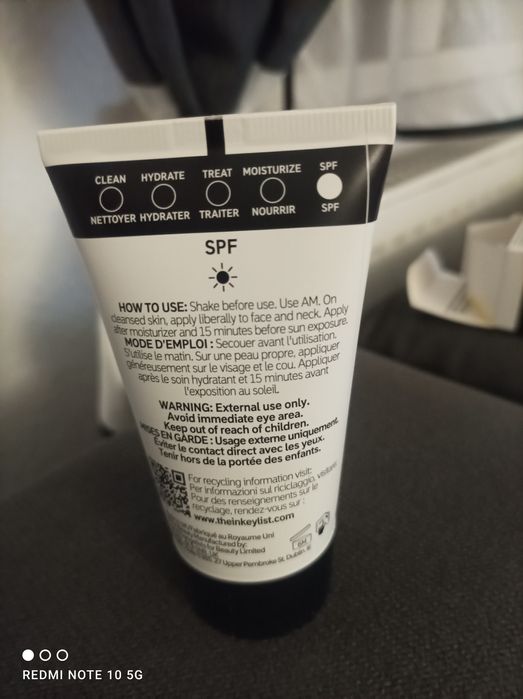 CLEAN HYDRATE TREAT MOISTURIZE SPF
NETTOYER HYDRATER TRAITER NOURRIR SPF
SPF
HOW TO USE: Shake before use. Use AM. On
cleansed skin, apply liberally to face and neck. Apply
after moisturizer and 15 minutes before sun exposure.
MODE D'EMPLOI : Secouer avant l'utilisation.
S'utilise le matin. Sur une peau propre, appliquer
généreusement sur le visage et le cou. Appliquer
après le soin hydratant et 15 minutes avant
l'exposition au soleil.
WARNING: External use only.
Avoid immediate eye area.
Keep out of reach of children.
MISES EN GARDE : Usage externe uniquement.
Éviter le contact direct avec les yeux.
Tenir hors de la portée des enfants.
For recycling information visit:
Per informazioni sul riciclaggio, visitare
Pour des renseignements sur le
recyclage, rendez-vous sur :
www.theinkeylist.com
Fabriqué au Royaume Uni
Manufactured by:
for Beauty Limited
UK
27 Upper Pembroke St, Dublin
6M
REDMI NOTE 10 5G